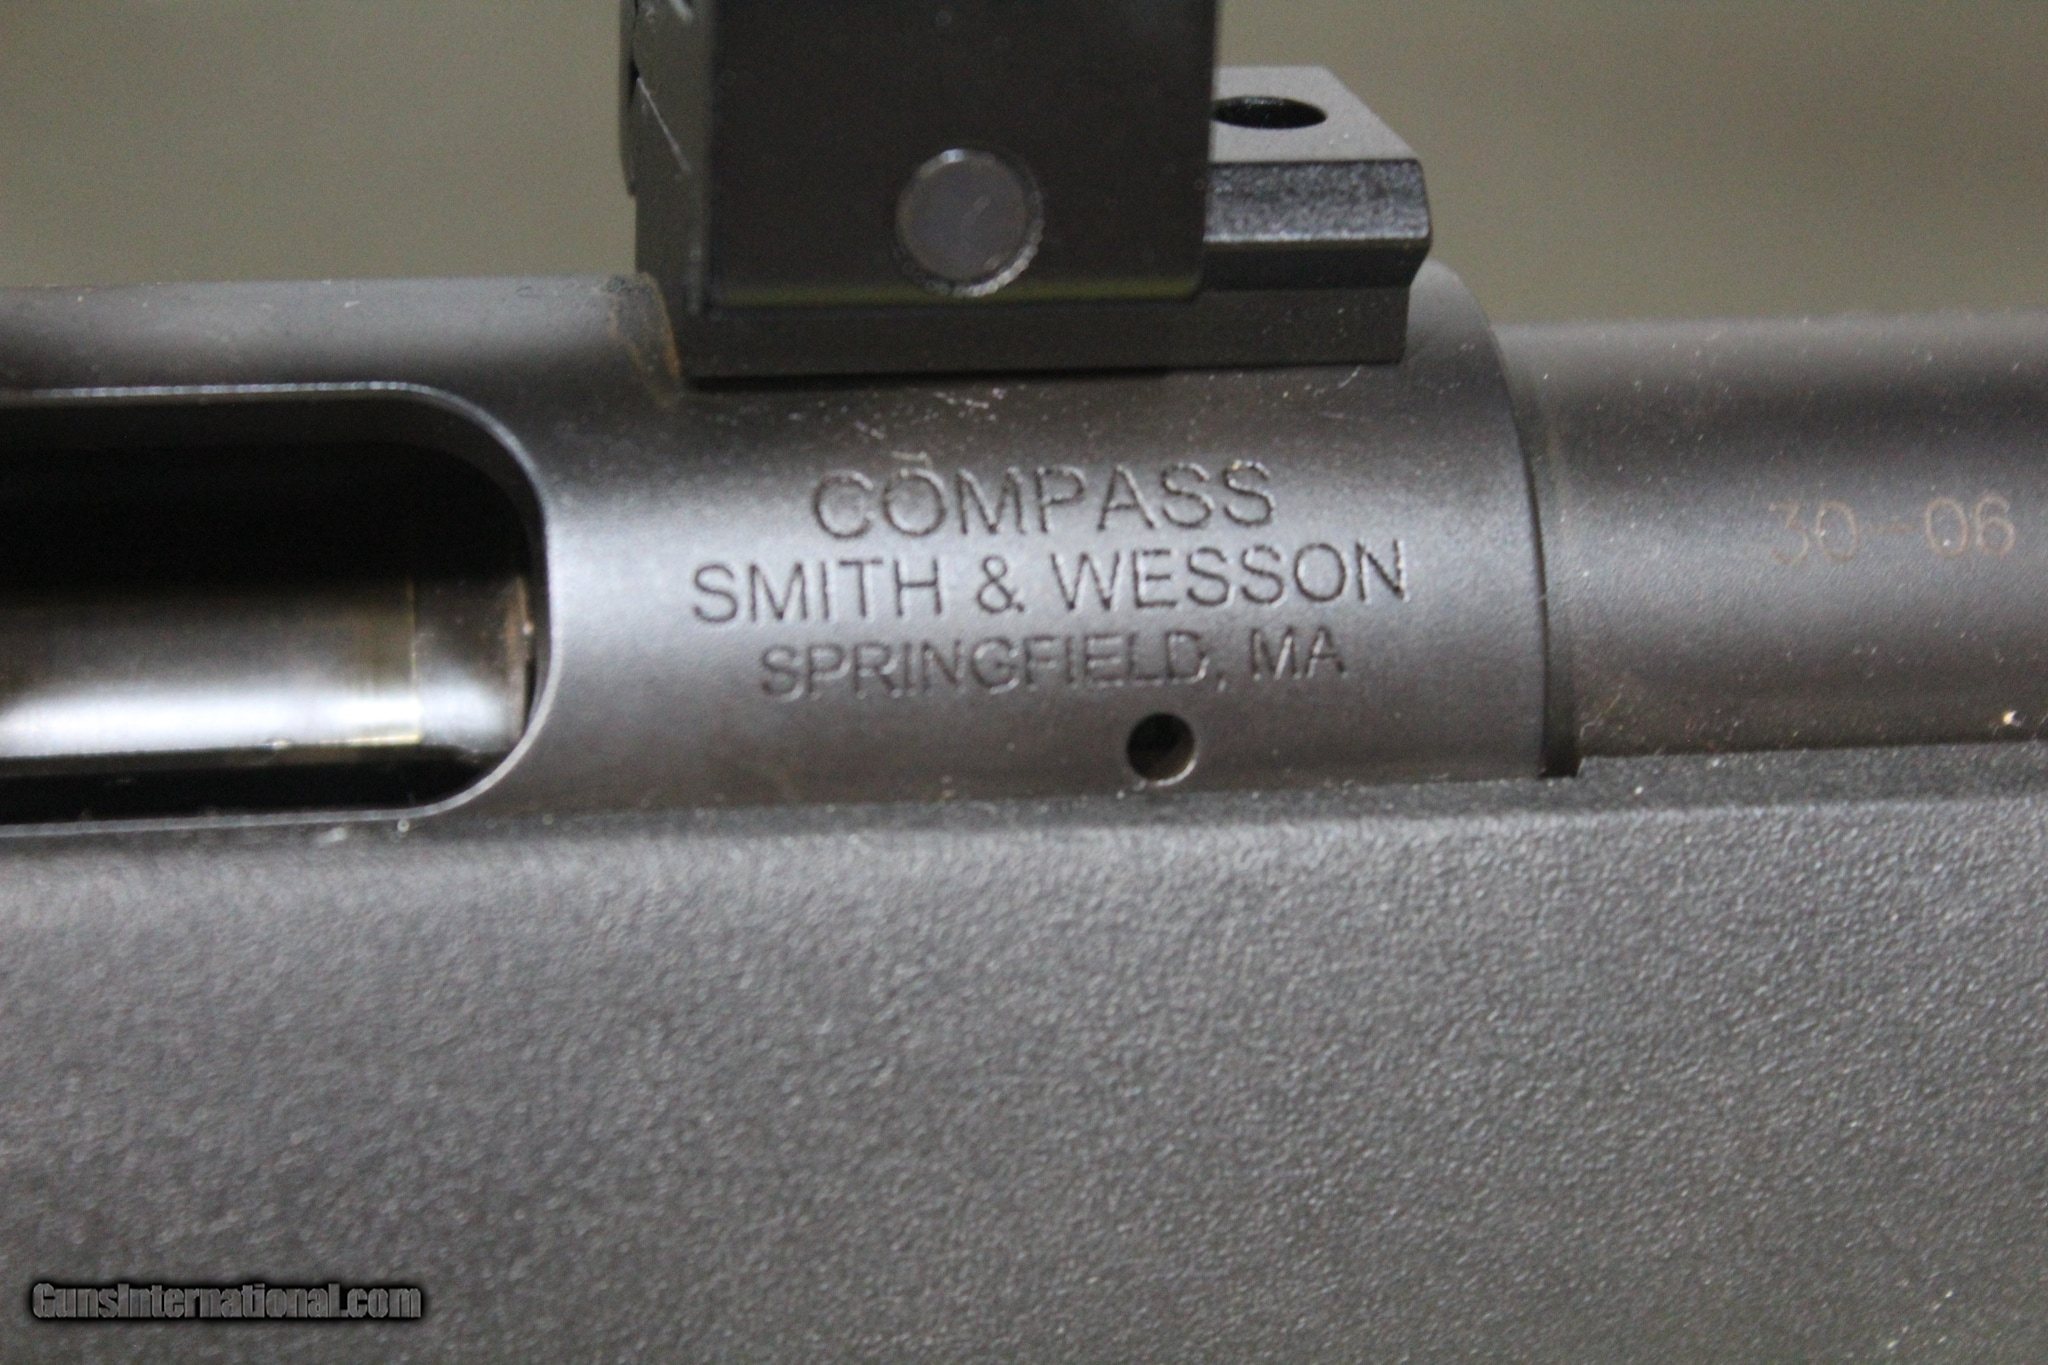 COMPASS
SMITH & WESSON
SPRINGFIELD, MA
30-06
GunsInternational.com